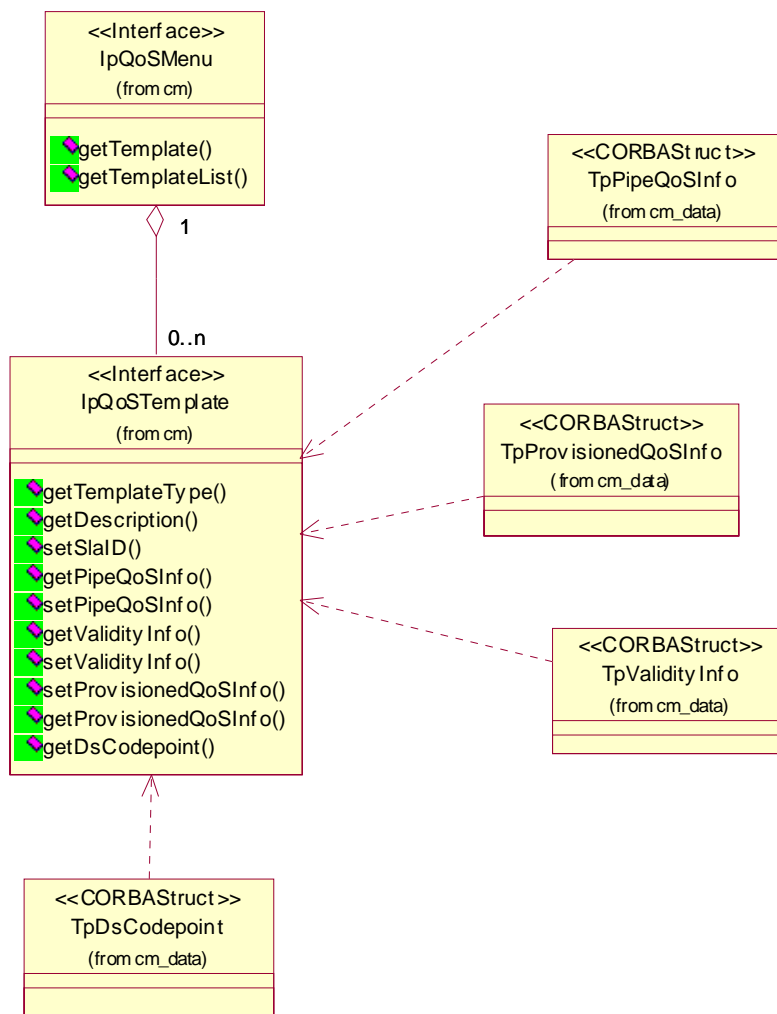 <<Interface>>
IpQoSMenu
(from cm)
getTemplate()
getTemplateList()
1
0..n
<<Interface>>
IpQoSTemplate
(from cm)
getTemplateType()
getDescription()
setSlaID()
getPipeQoSInfo()
setPipeQoSInfo()
getValidityInfo()
setValidityInfo()
setProvisionedQoSInfo()
getProvisionedQoSInfo()
getDsCodepoint()
<<CORBAStruct>>
TpPipeQoSInfo
(from cm_data)
<<CORBAStruct>>
TpProvisionedQoSInfo
(from cm_data)
<<CORBAStruct>>
TpValidityInfo
(from cm_data)
<<CORBAStruct>>
TpDsCodepoint
(from cm_data)